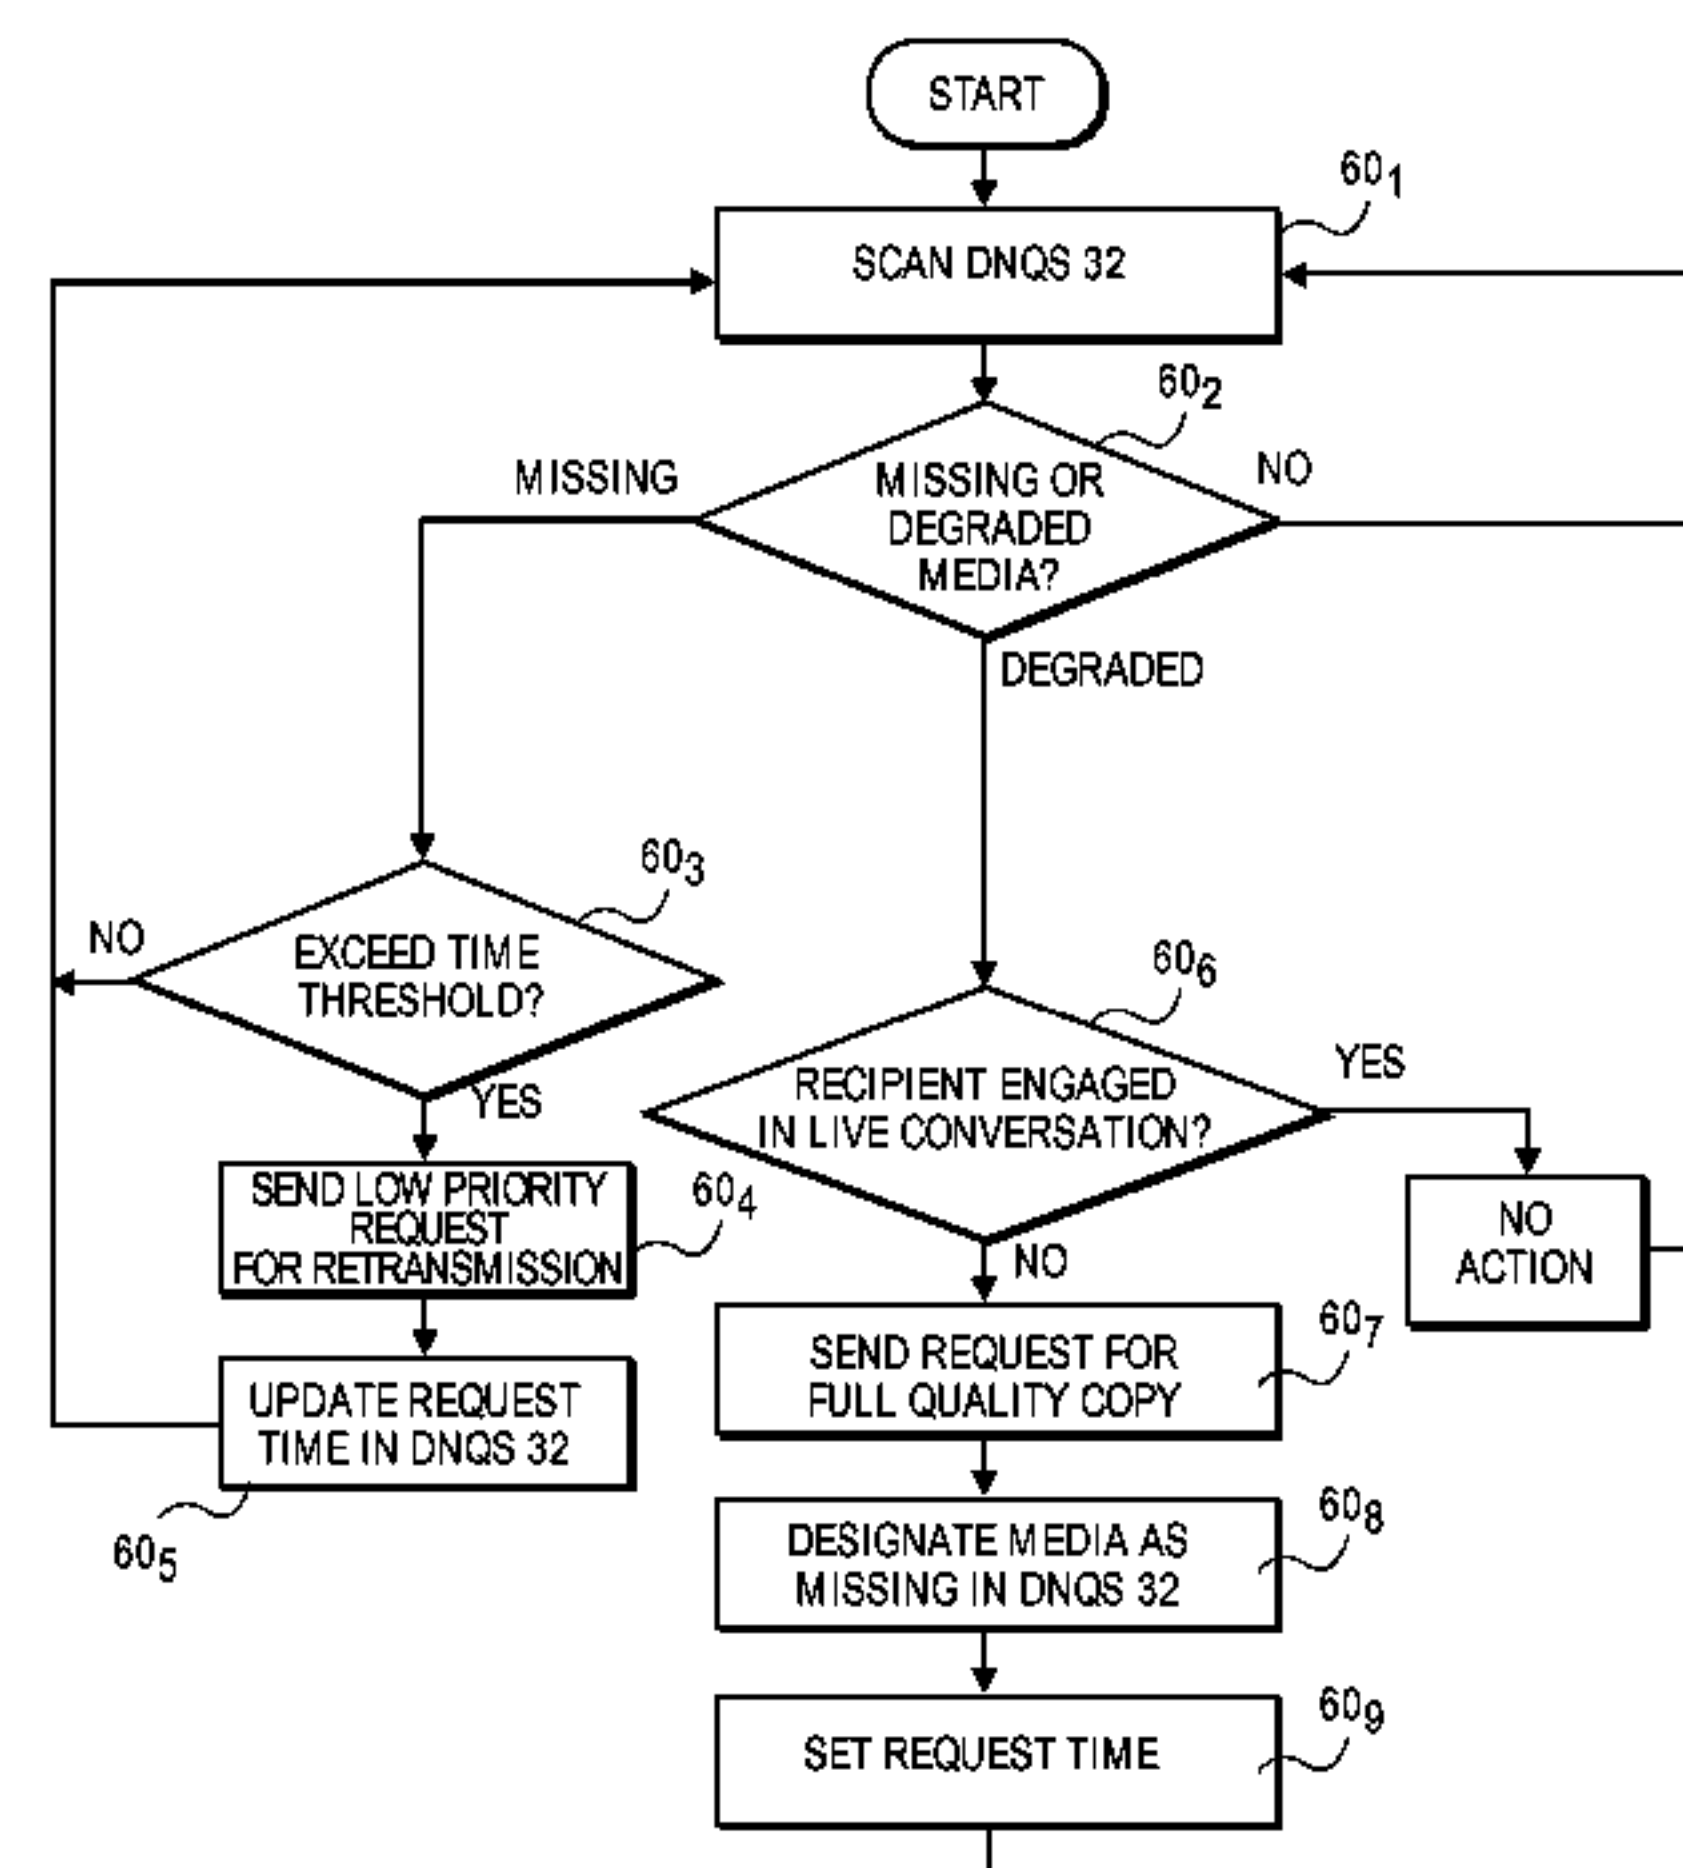 START
60₁
SCAN DNQS 32
60₂
MISSING
MISSING OR
DEGRADED
MEDIA?
NO
DEGRADED
60₃
NO
EXCEED TIME
THRESHOLD?
YES
60₆
RECIPIENT ENGAGED
IN LIVE CONVERSATION?
YES
NO
SEND LOW PRIORITY
REQUEST
FOR RETRANSMISSION
60₄
NO
ACTION
UPDATE REQUEST
TIME IN DNQS 32
60₅
SEND REQUEST FOR
FULL QUALITY COPY
60₇
DESIGNATE MEDIA AS
MISSING IN DNQS 32
60₈
SET REQUEST TIME
60₉